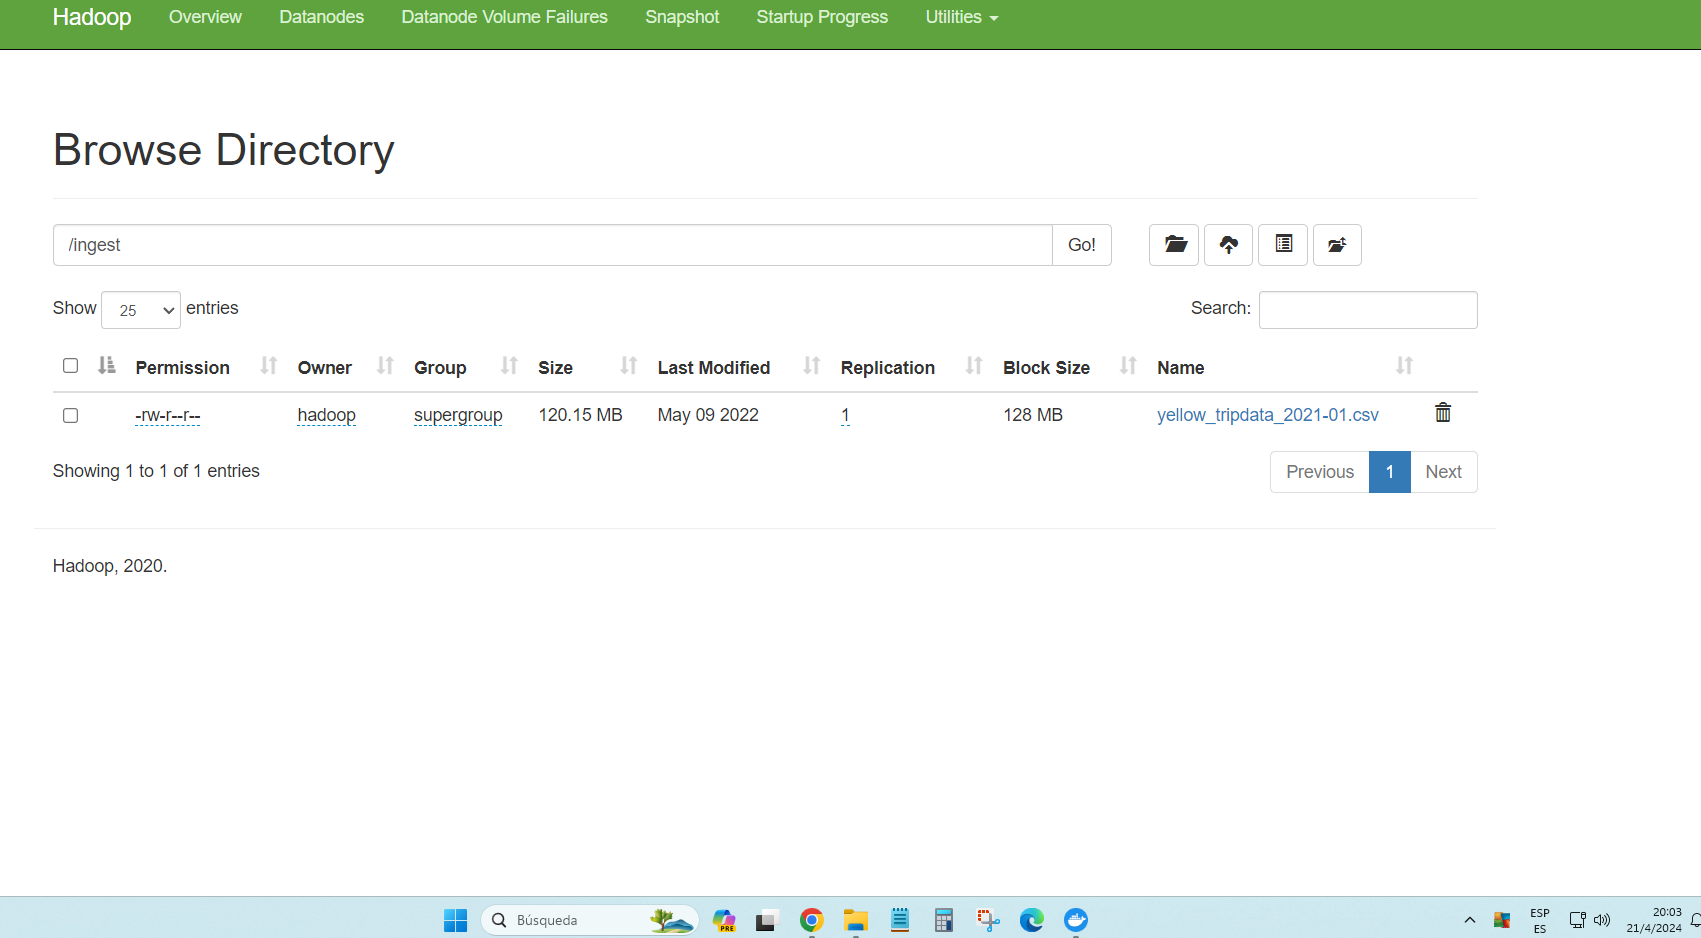 Hadoop Overview Datanodes Datanode Volume Failures Snapshot Startup Progress Utilities
Browse Directory
/ingest Go!
Show 25 entries Search:
Permission Owner Group Size Last Modified Replication Block Size Name
-rw-r--r-- hadoop supergroup 120.15 MB May 09 2022 1 128 MB yellow_tripdata_2021-01.csv
Showing 1 to 1 of 1 entries Previous 1 Next
Hadoop, 2020.
Búsqueda PRE ESP 20:03
ES 21/4/2024